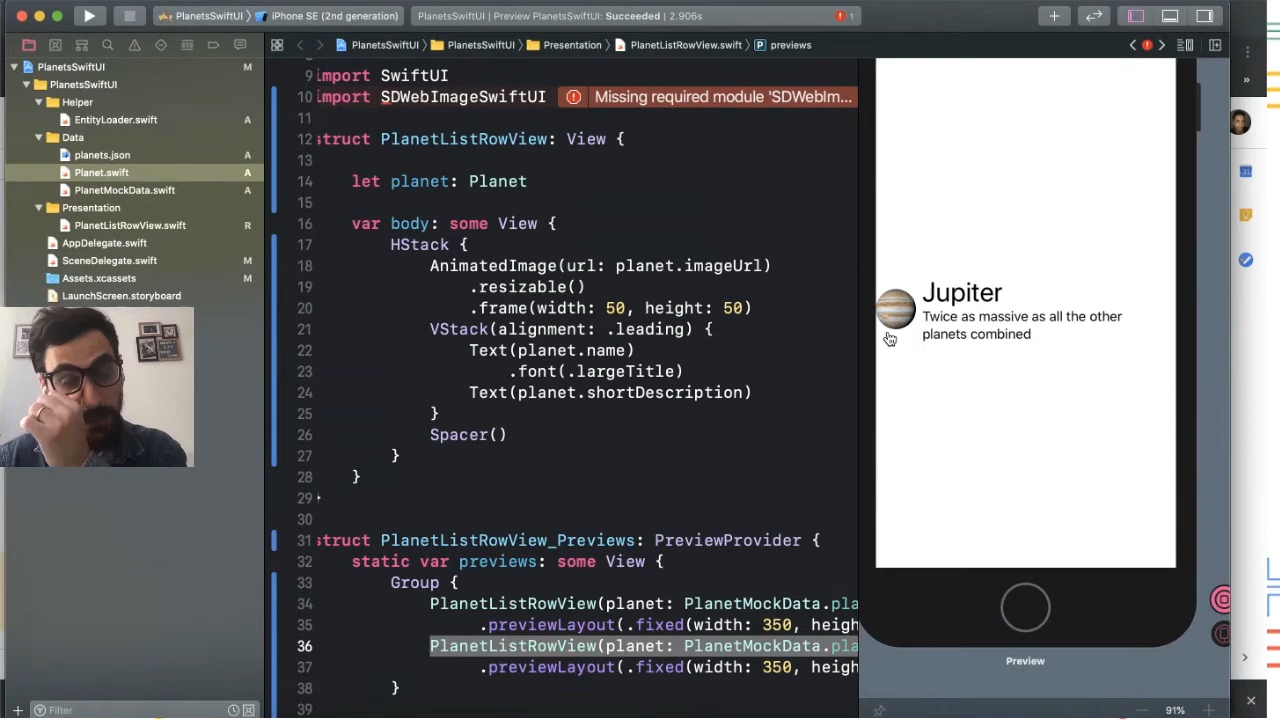 PlanetsSwiftUI iPhone SE (2nd generation)
PlanetsSwiftUI | Preview PlanetsSwiftUI: Succeeded | 2.906s
1
PlanetsSwiftUI M
PlanetsSwiftUI
Helper
EntityLoader.swift A
Data
planets.json A
Planet.swift A
PlanetMockData.swift A
Presentation
PlanetListRowView.swift R
AppDelegate.swift
SceneDelegate.swift M
Assets.xcassets M
LaunchScreen.storyboard
Filter
PlanetsSwiftUI PlanetsSwiftUI Presentation PlanetListRowView.swift P previews
9 import SwiftUI
10 import SDWebImageSwiftUI Missing required module 'SDWebIm...
11
12 struct PlanetListRowView: View {
13
14 let planet: Planet
15
16 var body: some View {
17 HStack {
18 AnimatedImage(url: planet.imageUrl)
19 .resizable()
20 .frame(width: 50, height: 50)
21 VStack(alignment: .leading) {
22 Text(planet.name)
23 .font(.largeTitle)
24 Text(planet.shortDescription)
25 }
26 Spacer()
27 }
28 }
29 }
30
31 struct PlanetListRowView_Previews: PreviewProvider {
32 static var previews: some View {
33 Group {
34 PlanetListRowView(planet: PlanetMockData.pla
35 .previewLayout(.fixed(width: 350, heigh
36 PlanetListRowView(planet: PlanetMockData.pla
37 .previewLayout(.fixed(width: 350, heigh
38 }
39
Jupiter
Twice as massive as all the other
planets combined
Preview
91%